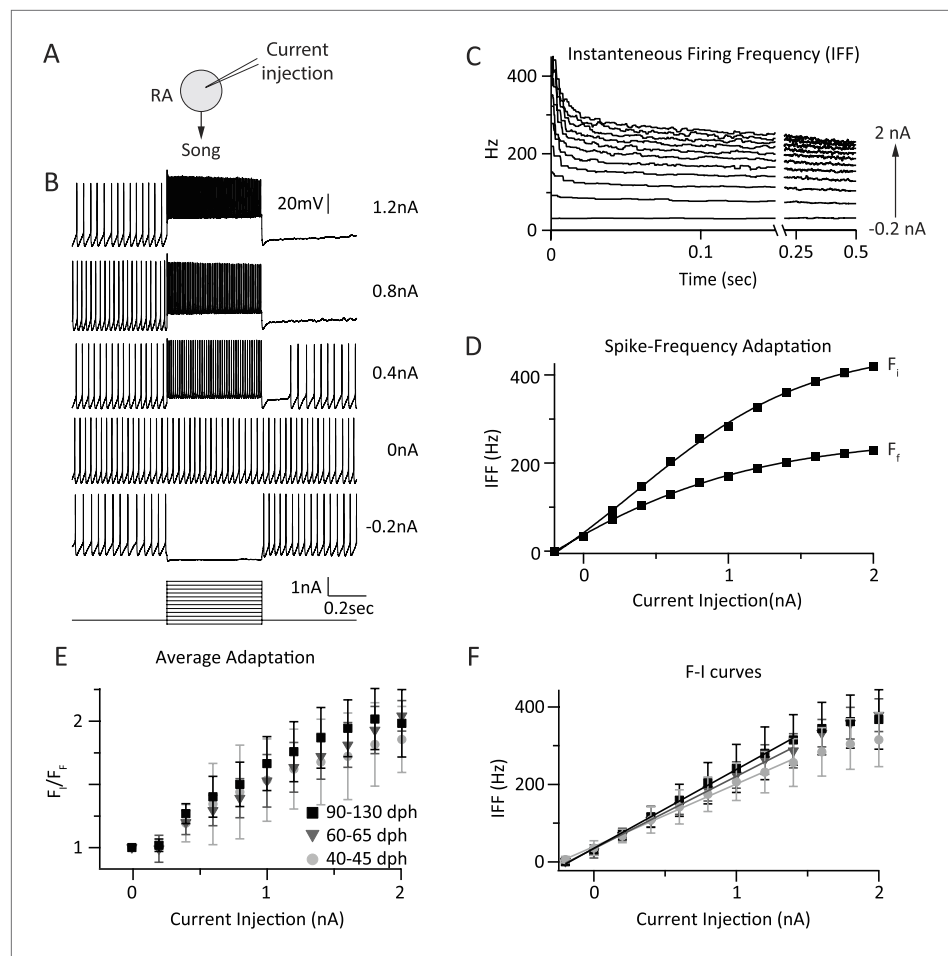 A
Current
injection
RA
Song
B
20mV
1.2nA
0.8nA
0.4nA
0nA
-0.2nA
1nA
0.2sec
C
Instantaneous Firing Frequency (IFF)
400
200
0
Hz
2 nA
-0.2 nA
0
0.1
0.25
0.5
Time (sec)
D
Spike-Frequency Adaptation
400
200
0
IFF (Hz)
Fi
Ff
0
1
2
Current Injection(nA)
E
Average Adaptation
2
1
FI/FF
90-130 dph
60-65 dph
40-45 dph
0
1
2
Current Injection (nA)
F
F-I curves
400
200
0
IFF (Hz)
0
1
2
Current Injection (nA)